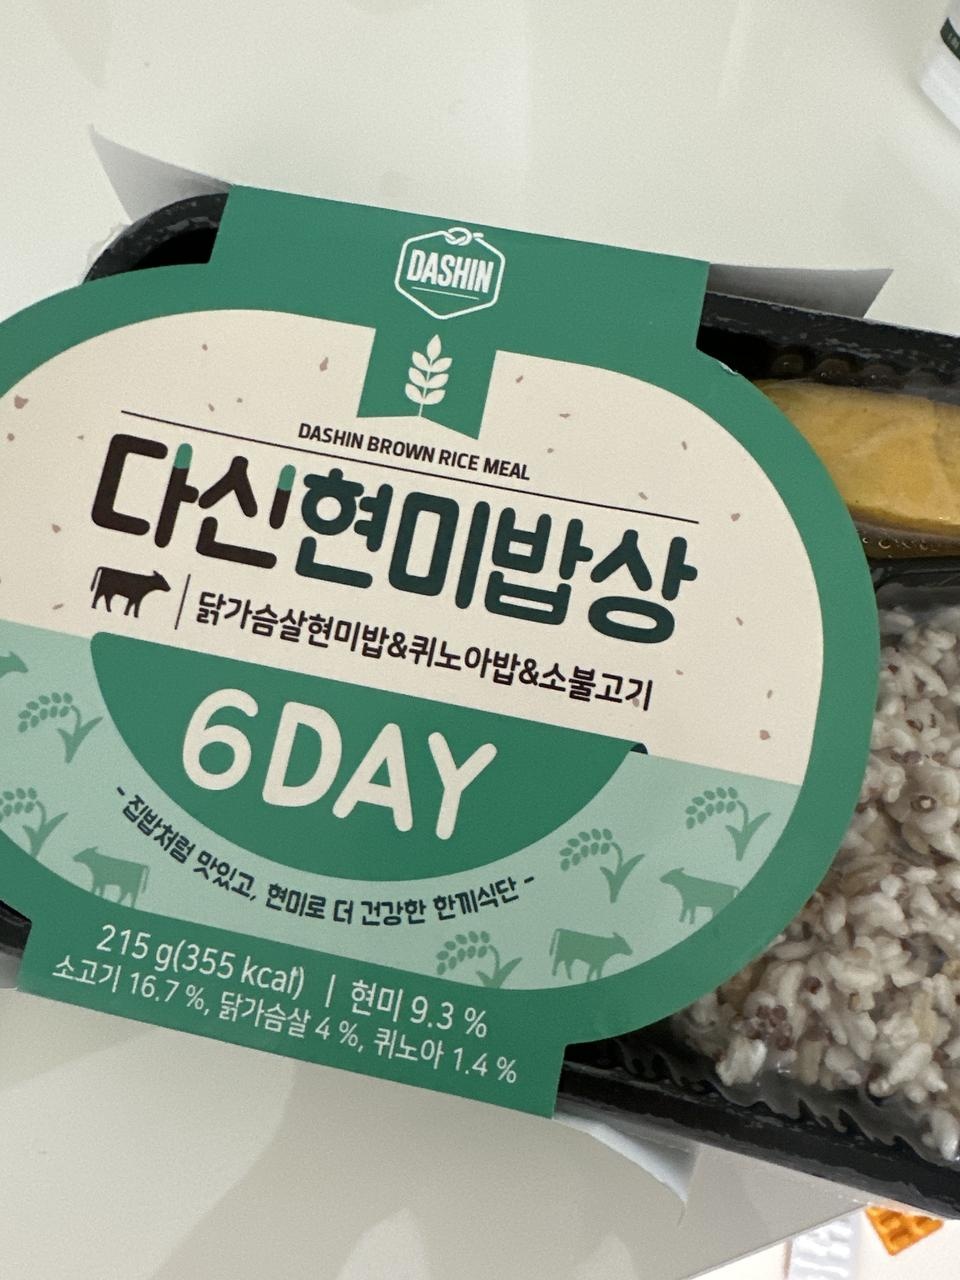 DASHIN
DASHIN BROWN RICE MEAL
다신현미밥상
닭가슴살현미밥&퀴노아밥&소불고기
6DAY
- 집밥처럼 맛있고, 현미로 더 건강한 한끼식단 -
215 g(355 kcal) | 현미 9.3 %
소고기 16.7 %, 닭가슴살 4 %, 퀴노아 1.4 %